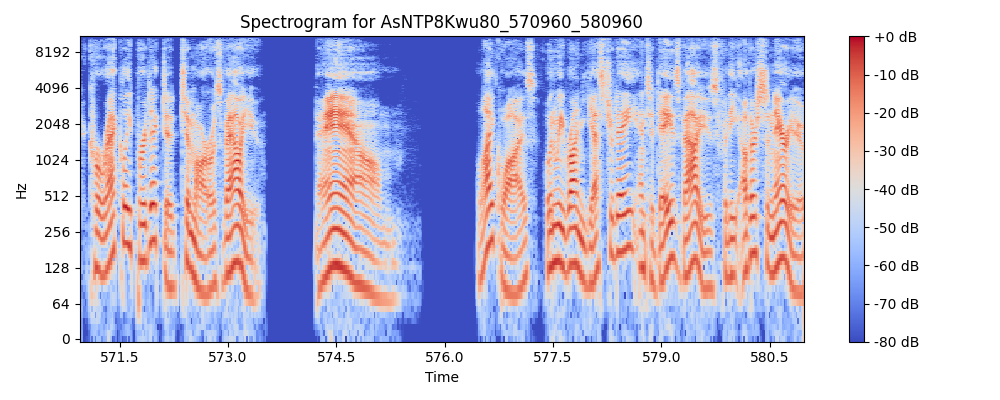 Spectrogram for AsNTP8Kwu80_570960_580960
8192
4096
2048
1024
512
256
128
64
0
Hz
571.5 573.0 574.5 576.0 577.5 579.0 580.5
Time
+0 dB
-10 dB
-20 dB
-30 dB
-40 dB
-50 dB
-60 dB
-70 dB
-80 dB